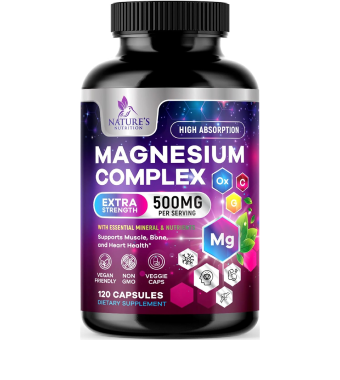 NATURE'S
NUTRITION
HIGH ABSORPTION
MAGNESIUM
COMPLEX
Ox
C
G
EXTRA
STRENGTH
500MG
PER SERVING
WITH ESSENTIAL MINERAL &
Mg
Supports Muscle, Bone,
and Heart Health*
VEGAN
FRIENDLY
NON
GMO
VEGGIE
CAPS
120 CAPSULES
DIETARY SUPPLEMENT